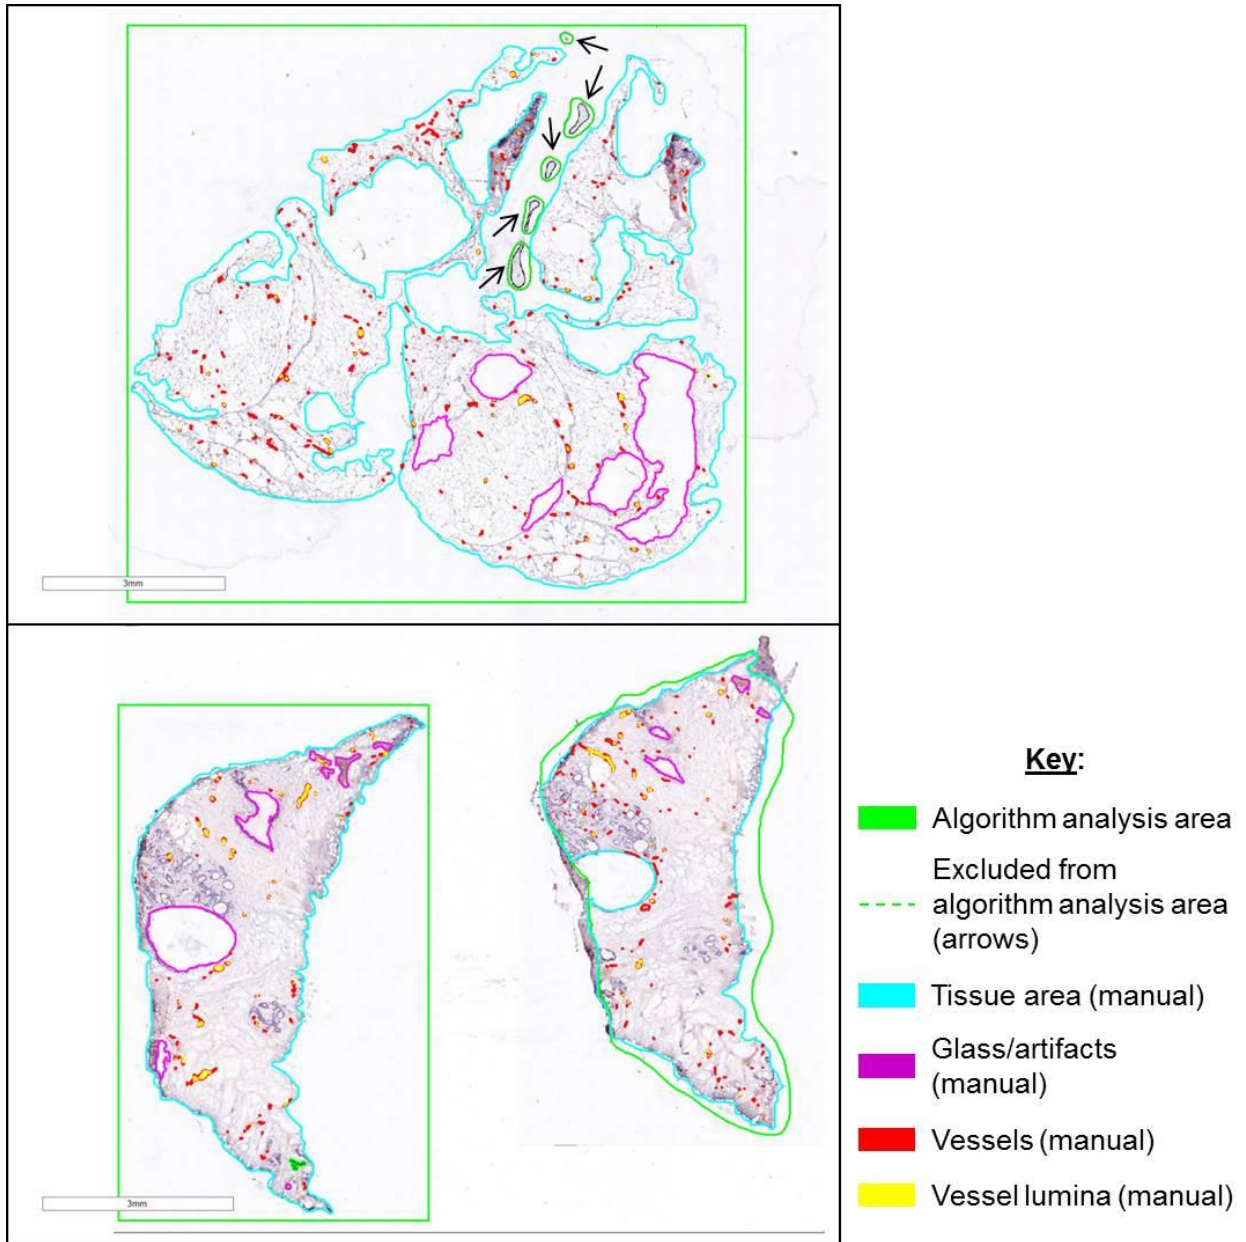 3mm
3mm
Key:
Algorithm analysis area
Excluded from
algorithm analysis area
(arrows)
Tissue area (manual)
Glass/artifacts
(manual)
Vessels (manual)
Vessel lumina (manual)